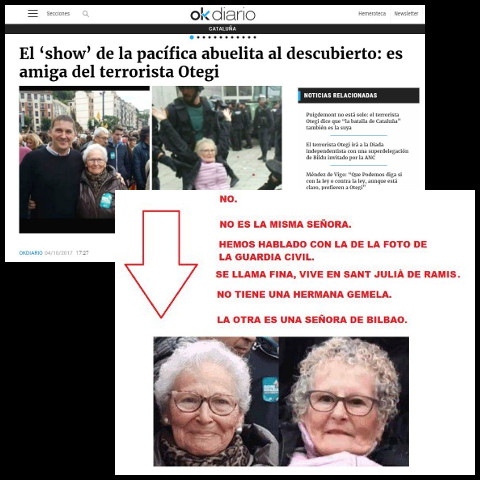 Secciones
okdiario
Hemeroteca Newsletter
CATALUÑA
El ‘show’ de la pacífica abuelita al descubierto: es
amiga del terrorista Otegi
NOTICIAS RELACIONADAS
Puigdemont no está solo: el terrorista
Otegi dice que “la batalla de Cataluña”
también es la suya
El terrorista Otegi irá a la Diada
independentista con una superdelegación
de Bildu invitado por la ANC
Méndez de Vigo: “Que Podemos diga si
con la ley o contra la ley, aunque está
claro, prefieren a Otegi”
OKDIARIO 04/10/2017 17:27
NO.
NO ES LA MISMA SEÑORA.
HEMOS HABLADO CON LA DE LA FOTO DE
LA GUARDIA CIVIL.
SE LLAMA FINA, VIVE EN SANT JULIÀ DE RAMIS.
NO TIENE UNA HERMANA GEMELA.
LA OTRA ES UNA SEÑORA DE BILBAO.